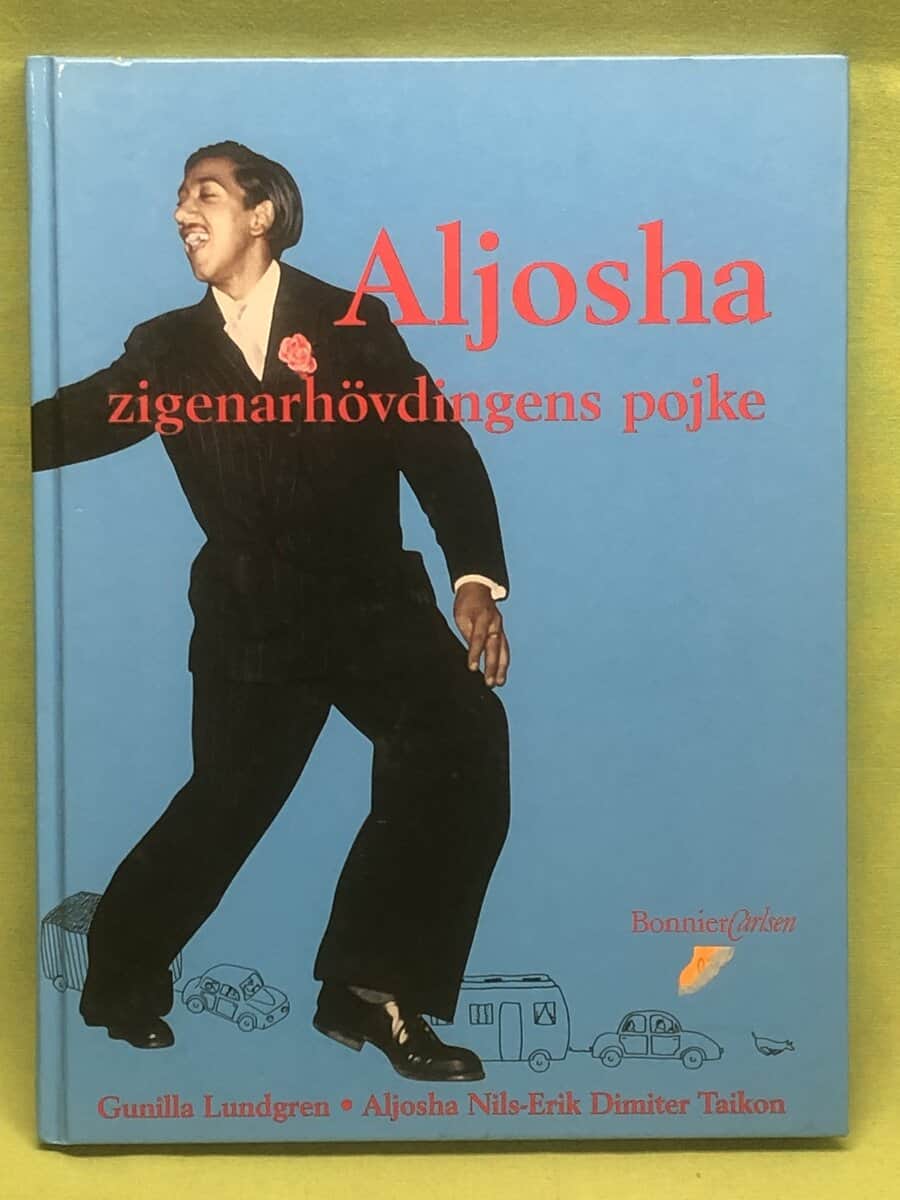 Aljosha
zigenarhövdingens pojke
BonnierCarlsen
Gunilla Lundgren • Aljosha Nils-Erik Dimiter Taikon